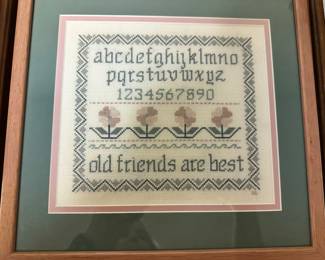 abcdefghijklmno
pqrstuvwxyz
1234567890
old friends are best